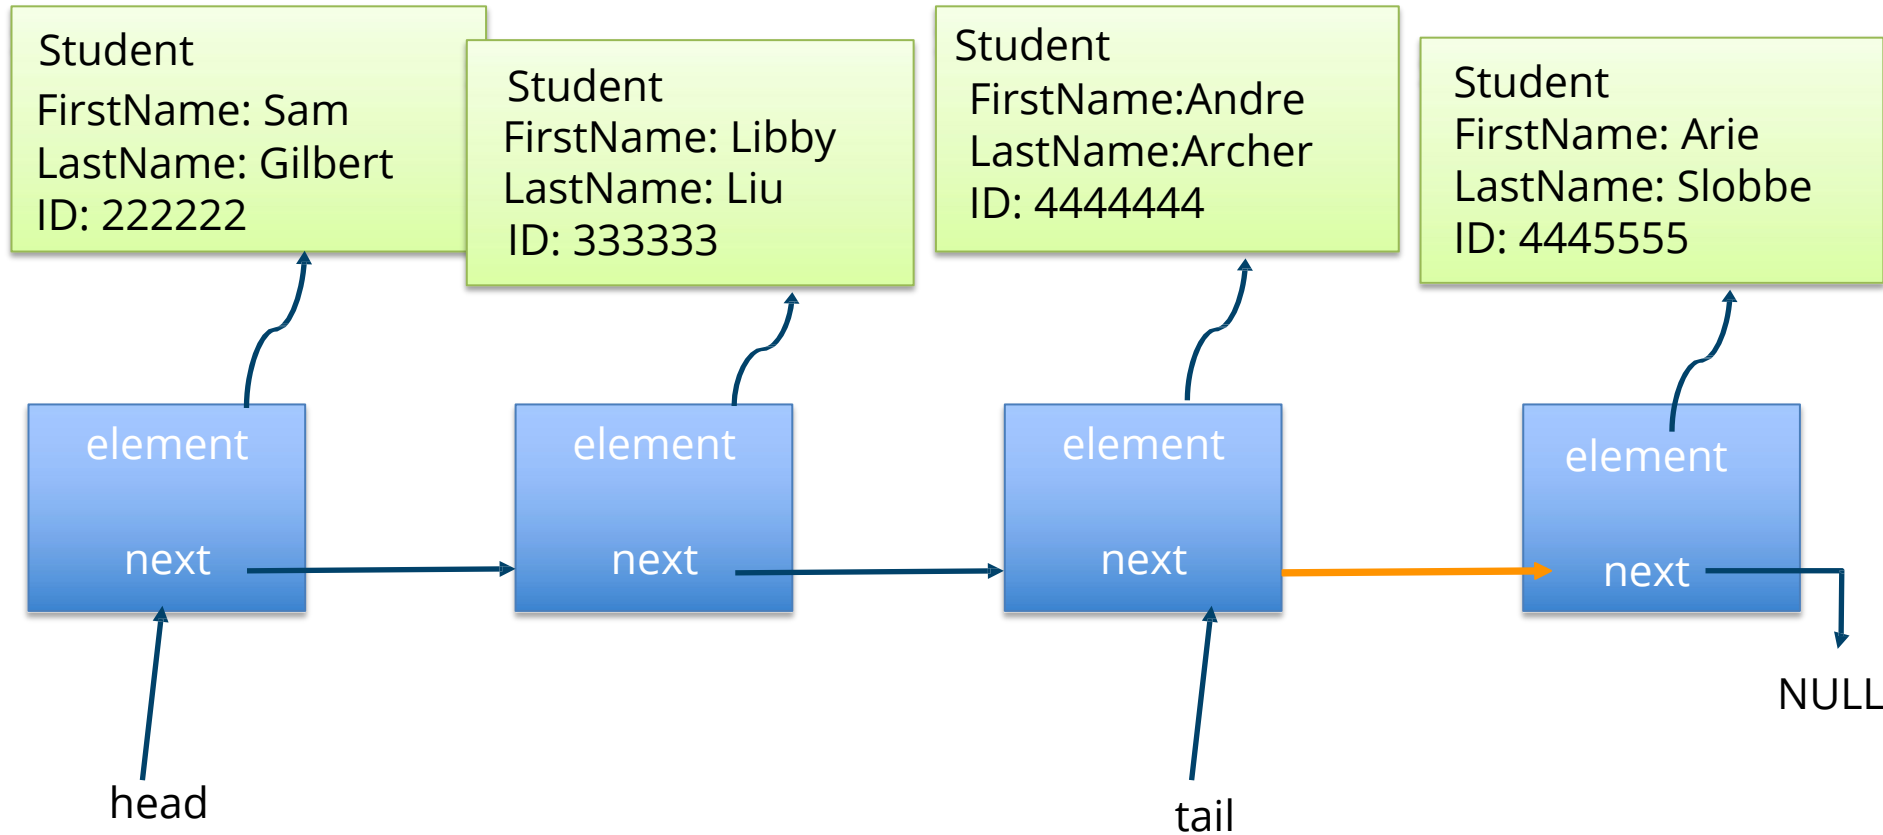 Student
FirstName: Sam
LastName: Gilbert
ID: 222222
Student
FirstName: Libby
LastName: Liu
ID: 333333
Student
FirstName:Andre
LastName:Archer
ID: 4444444
Student
FirstName: Arie
LastName: Slobbe
ID: 4445555
element
next
element
next
element
next
element
next
NULL
head
tail